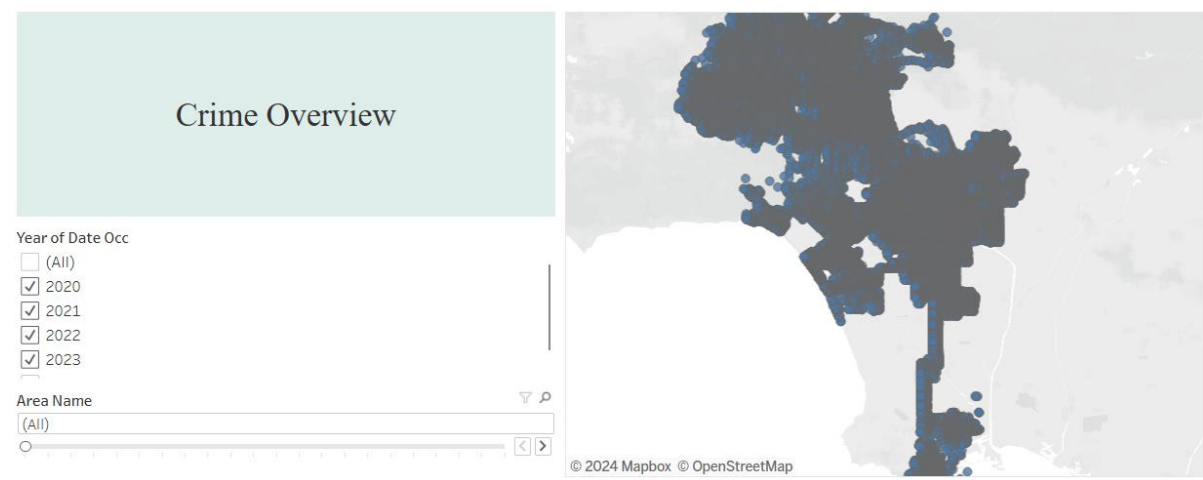 Crime Overview
Year of Date Occ
(All)
2020
2021
2022
2023
Area Name
(All)
© 2024 Mapbox © OpenStreetMap